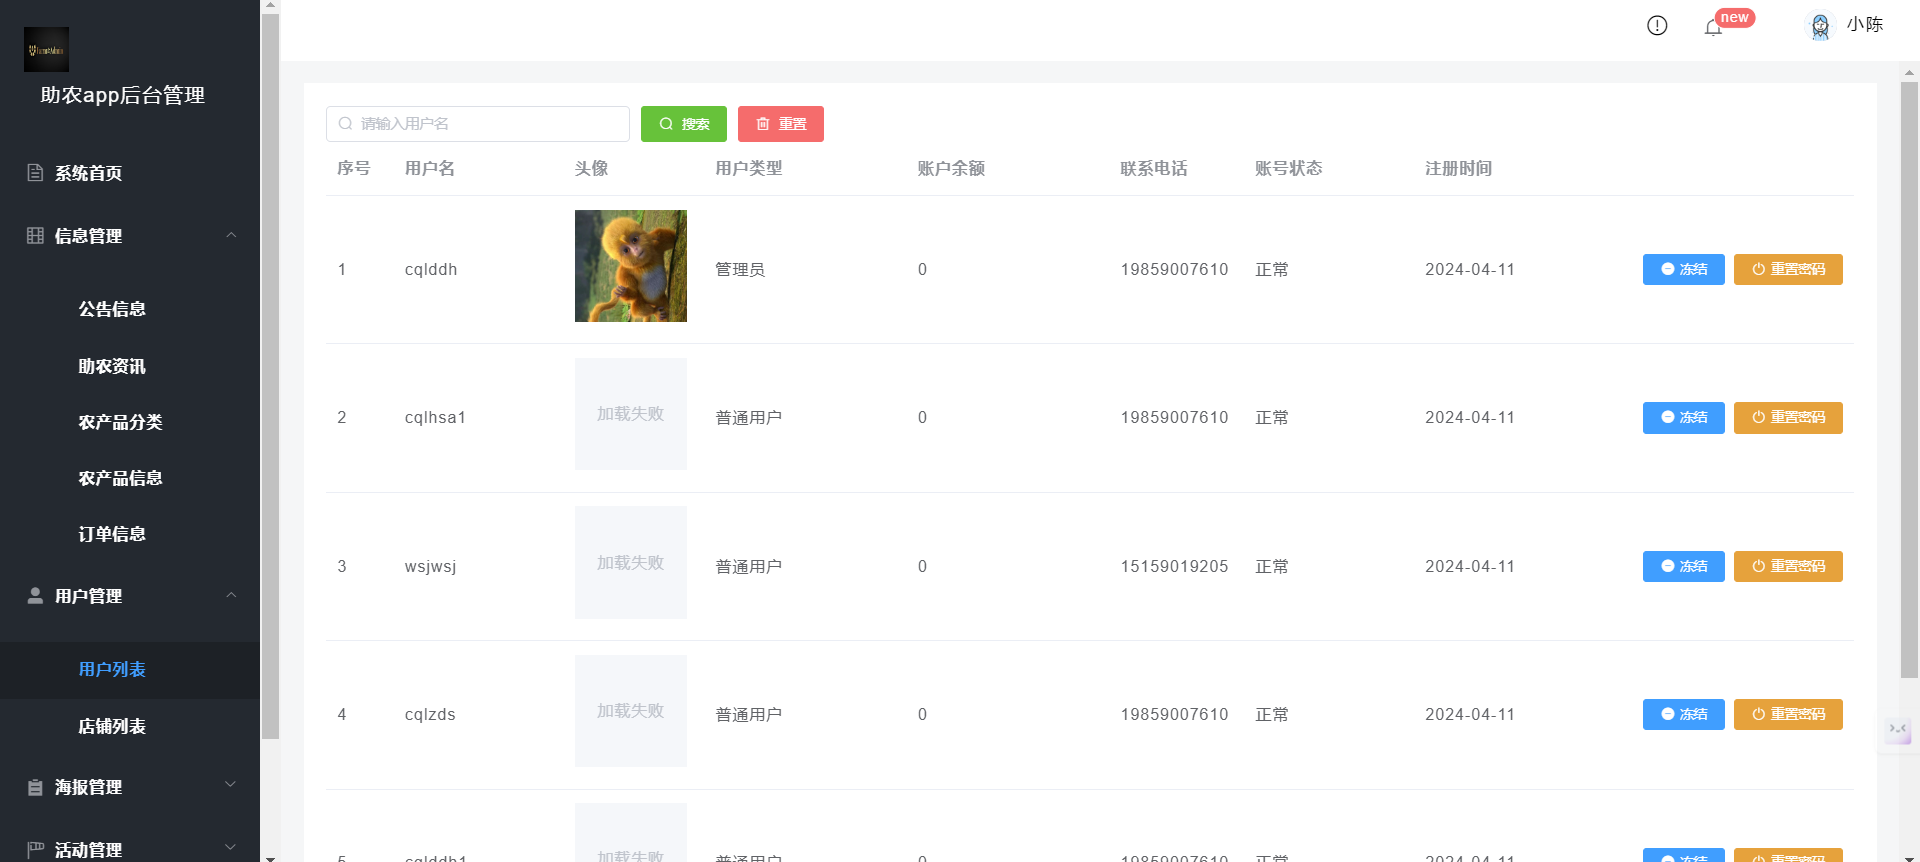 助农app后台管理
系统首页
信息管理
公告信息
助农资讯
农产品分类
农产品信息
订单信息
用户管理
用户列表
店铺列表
海报管理
活动管理
new
小陈
请输入用户名 搜索 重置
序号 用户名 头像 用户类型 账户余额 联系电话 账号状态 注册时间
1 cqlddh 管理员 0 19859007610 正常 2024-04-11 冻结 重置密码
2 cqlhsa1 加载失败 普通用户 0 19859007610 正常 2024-04-11 冻结 重置密码
3 wsjwsj 加载失败 普通用户 0 15159019205 正常 2024-04-11 冻结 重置密码
4 cqlzds 加载失败 普通用户 0 19859007610 正常 2024-04-11 冻结 重置密码
5 cqlddh1 加载失败 普通用户 0 19859007610 正常 2024-04-11 冻结 重置密码